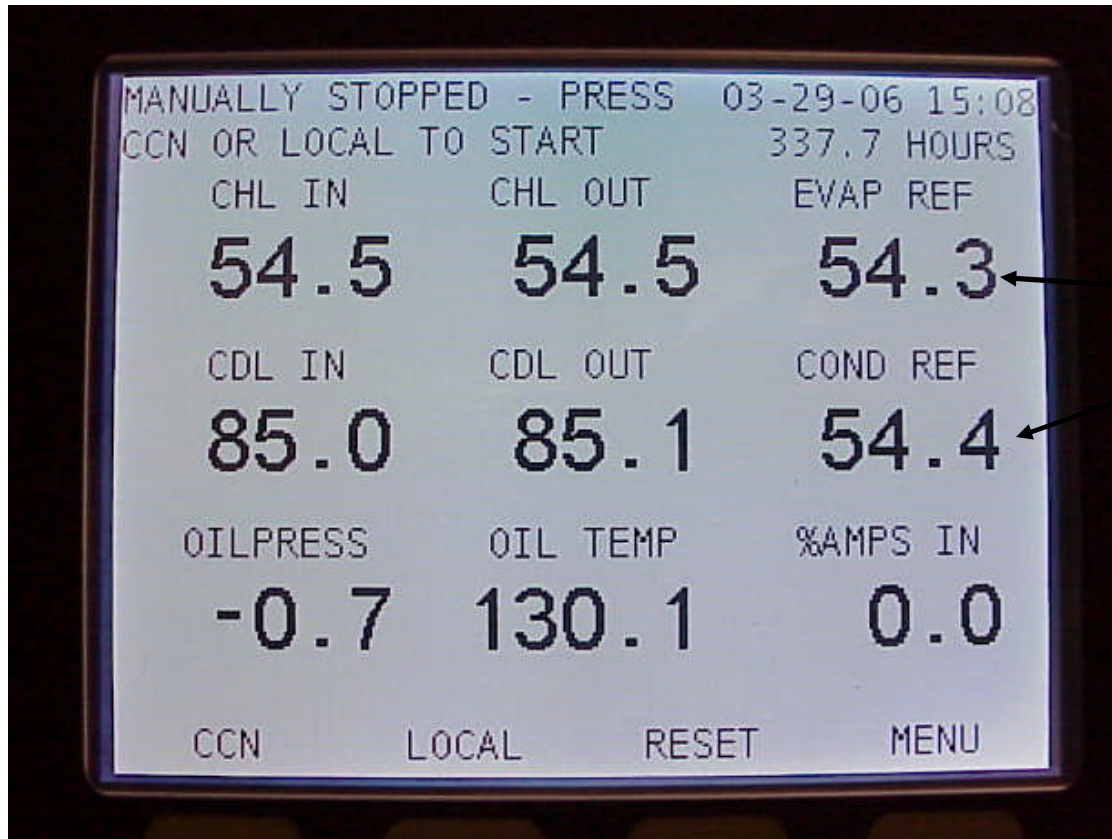 MANUALLY STOPPED - PRESS 03-29-06 15:08
CCN OR LOCAL TO START 337.7 HOURS
CHL IN CHL OUT EVAP REF
54.5 54.5 54.3
CDL IN CDL OUT COND REF
85.0 85.1 54.4
OILPRESS OIL TEMP %AMPS IN
-0.7 130.1 0.0
CCN LOCAL RESET MENU